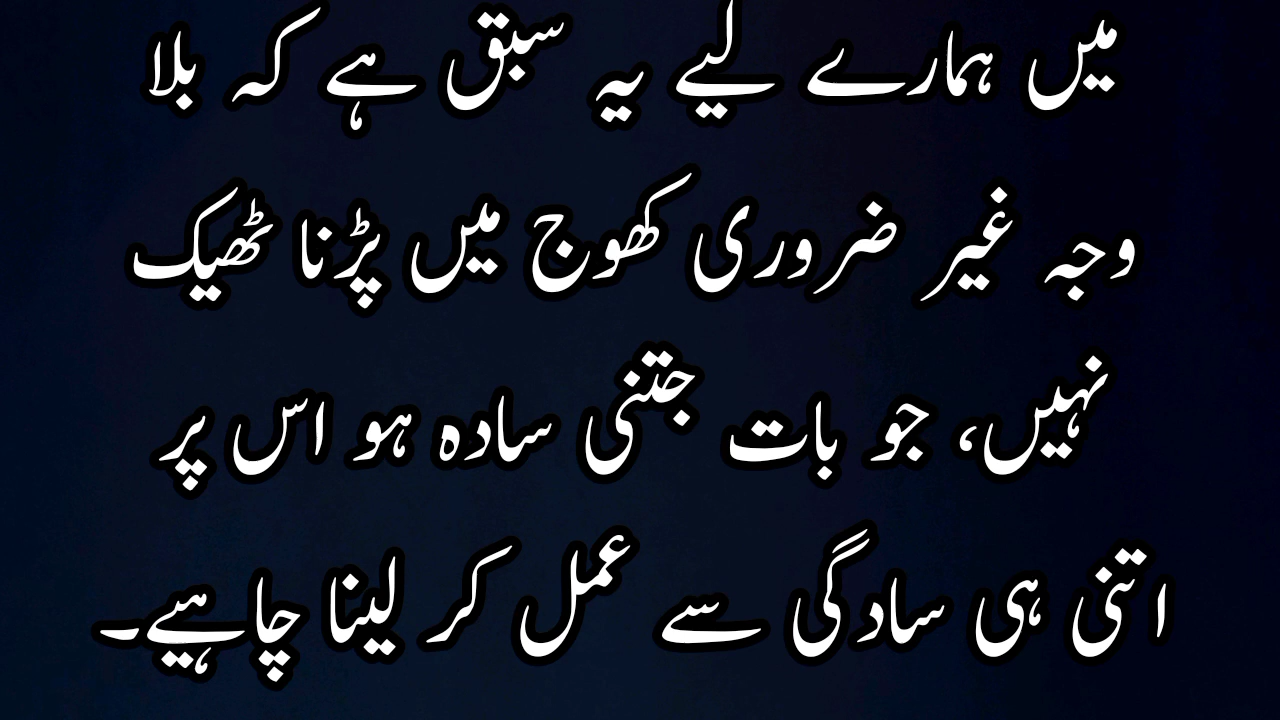 میں ہمارے لیے یہ سبق ہے کہ بلا
وجہ غیر ضروری کھوج میں پڑنا ٹھیک
نہیں، جو بات جتنی سادہ ہو اس پر
اتنی ہی سادگی سے عمل کر لینا چاہیے۔